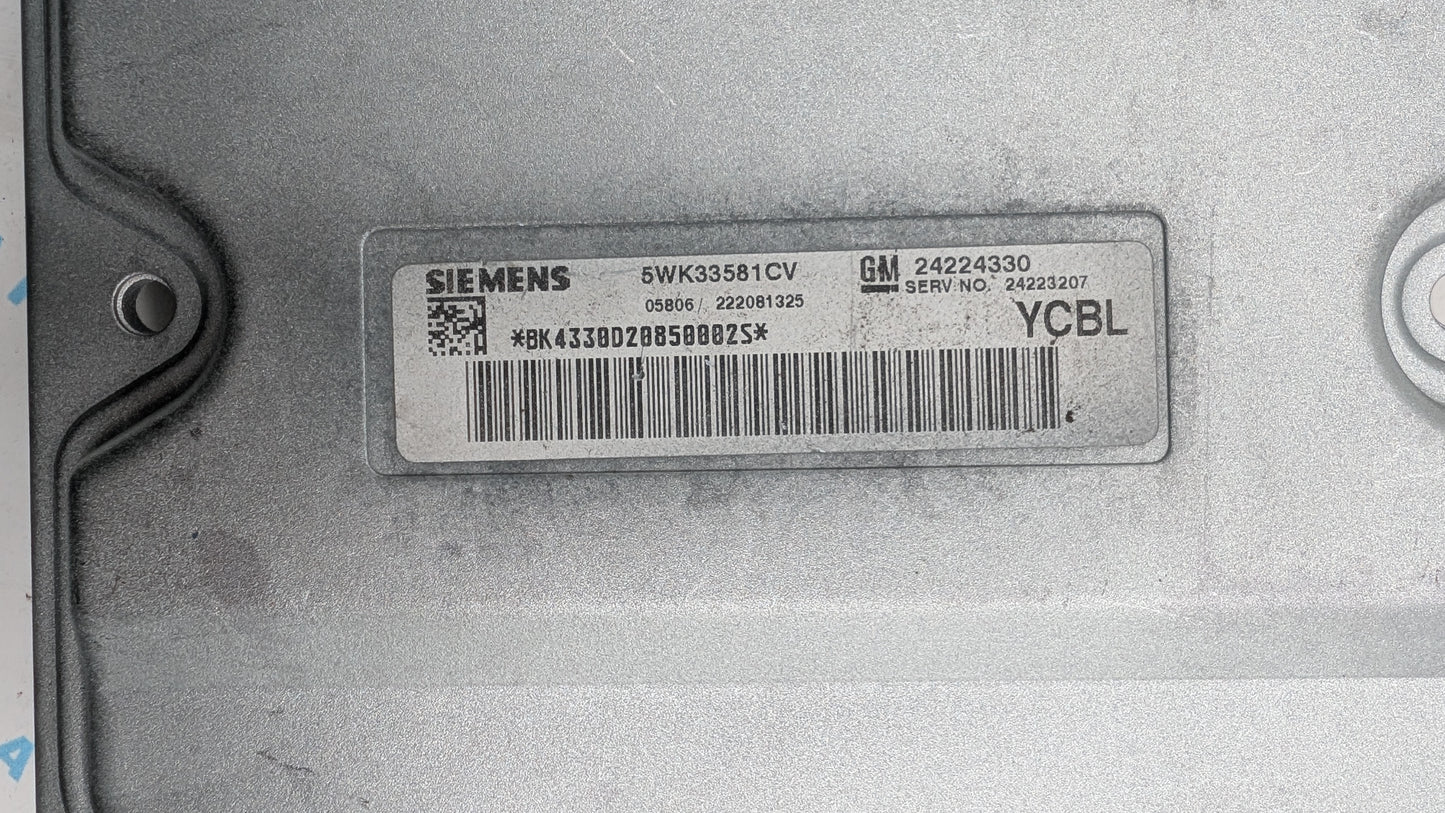 SIEMENS 5WK33581CV GM 24224330
SERV NO. 24223207
05806/ 222081325
YCBL
*BK4330D20850002S*
A